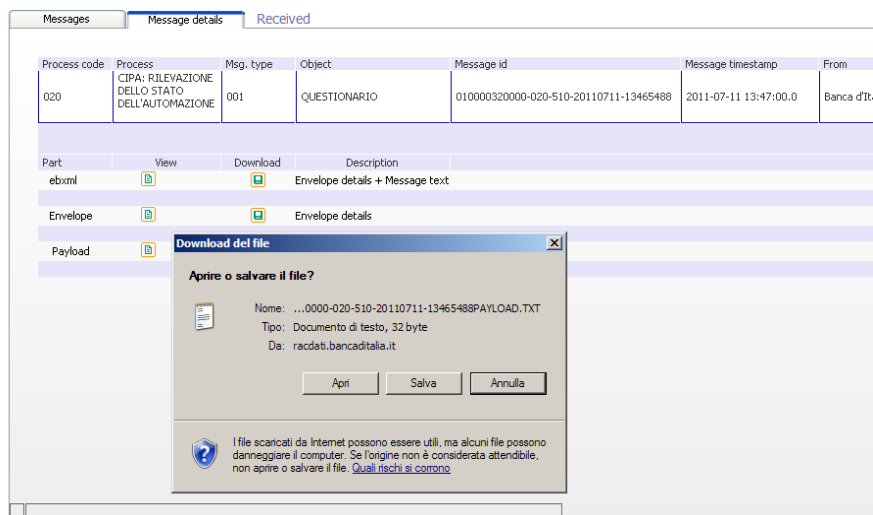 Messages Message details Received
Process code Process Msg. type Object Message id Message timestamp From
020 CIPA: RILEVAZIONE DELLO STATO DELL'AUTOMAZIONE 001 QUESTIONARIO 010000320000-020-510-20110711-13465488 2011-07-11 13:47:00.0 Banca d'Ita
Part View Download Description
ebxml Envelope details + Message text
Envelope Envelope details
Payload
Download del file
Aprire o salvare il file?
Nome: ...0000-020-510-20110711-13465488PAYLOAD.TXT
Tipo: Documento di testo, 32 byte
Da: racdati.bancaditalia.it
Apri Salva Annulla
I file scaricati da Internet possono essere utili, ma alcuni file possono
danneggiare il computer. Se l'origine non è considerata attendibile,
non aprire o salvare il file. Quali rischi si corrono